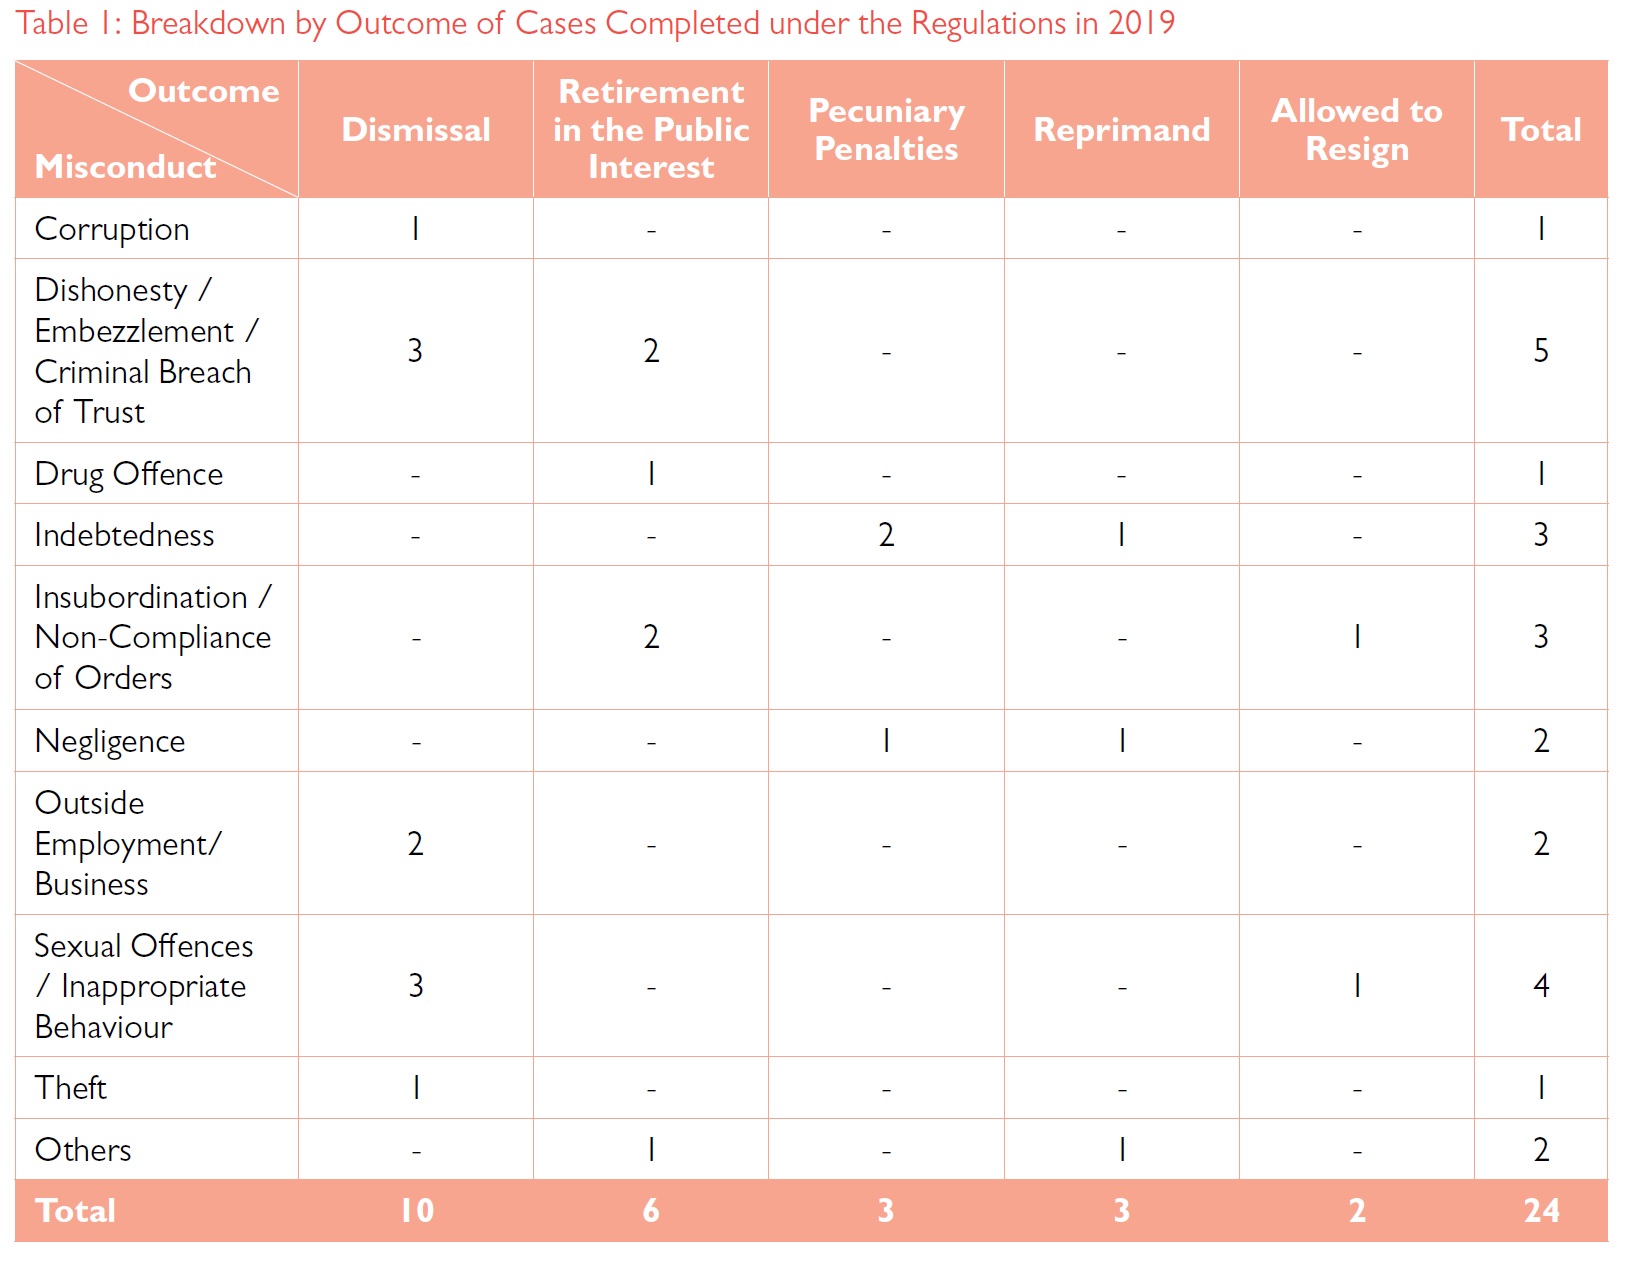 Table 1: Breakdown by Outcome of Cases Completed under the Regulations in 2019
Outcome
Misconduct
Dismissal
Retirement
in the Public
Interest
Pecuniary
Penalties
Reprimand
Allowed to
Resign
Total
Corruption 1 - - - - 1
Dishonesty /
Embezzlement /
Criminal Breach
of Trust
3 2 - - - 5
Drug Offence - 1 - - - 1
Indebtedness - - 2 1 - 3
Insubordination /
Non-Compliance
of Orders
- 2 - - 1 3
Negligence - - 1 1 - 2
Outside
Employment/
Business
2 - - - - 2
Sexual Offences
/ Inappropriate
Behaviour
3 - - - 1 4
Theft 1 - - - - 1
Others - 1 - 1 - 2
Total 10 6 3 3 2 24